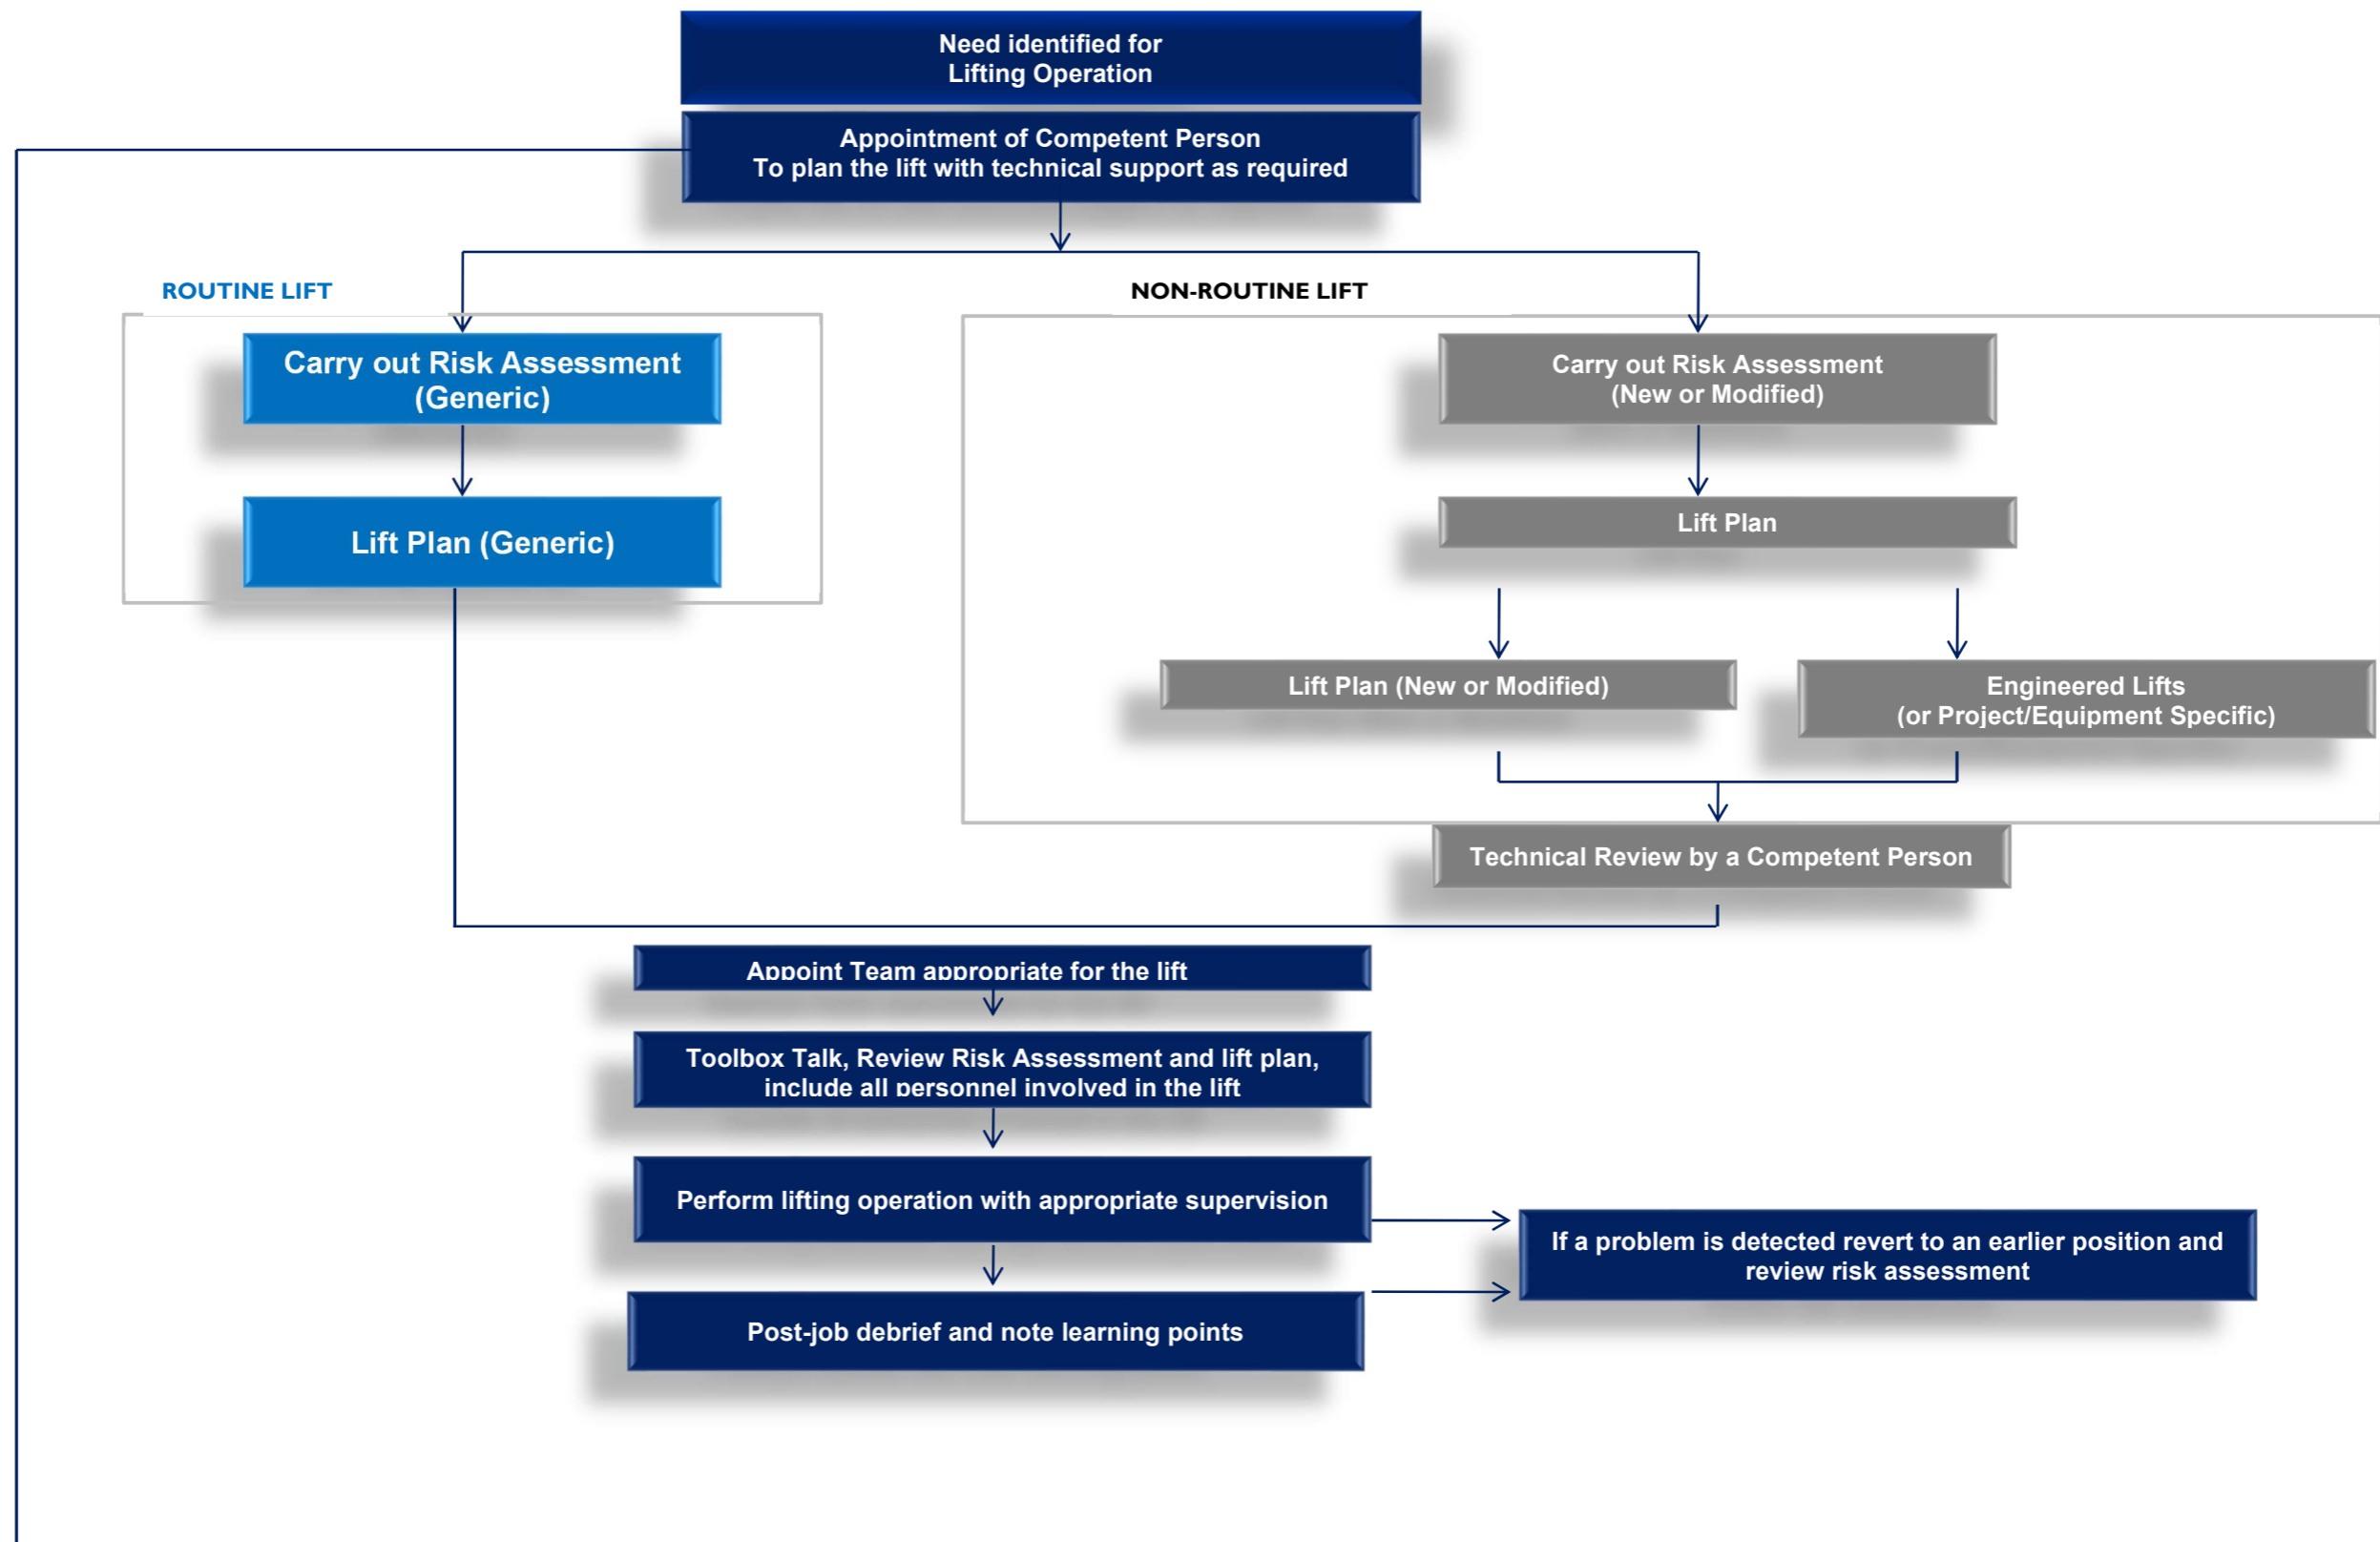 Need identified for
Lifting Operation
Appointment of Competent Person
To plan the lift with technical support as required
ROUTINE LIFT
NON-ROUTINE LIFT
Carry out Risk Assessment
(Generic)
Carry out Risk Assessment
(New or Modified)
Lift Plan (Generic)
Lift Plan
Lift Plan (New or Modified)
Engineered Lifts
(or Project/Equipment Specific)
Technical Review by a Competent Person
Appoint Team appropriate for the lift
Toolbox Talk, Review Risk Assessment and lift plan,
include all personnel involved in the lift
Perform lifting operation with appropriate supervision
If a problem is detected revert to an earlier position and
review risk assessment
Post-job debrief and note learning points